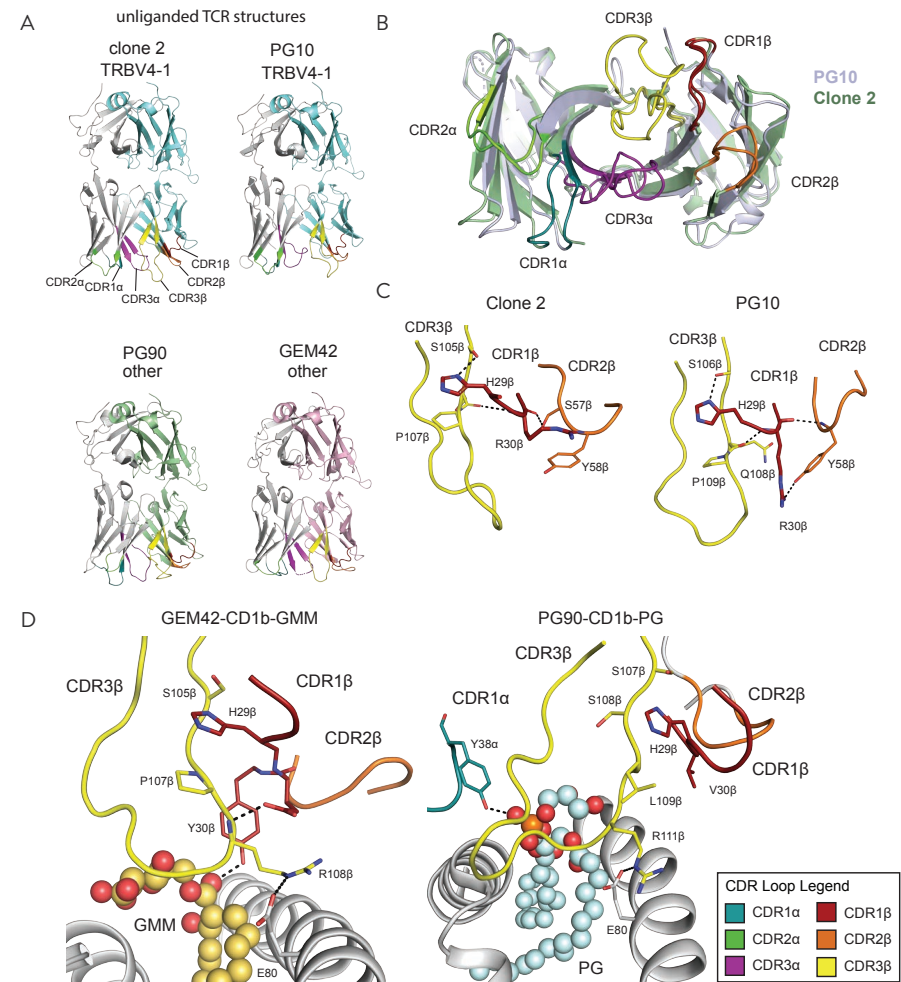 A
unliganded TCR structures
clone 2
TRBV4-1
PG10
TRBV4-1
CDR2α
CDR1α
CDR3α
CDR3β
CDR2β
CDR1β
PG90
other
GEM42
other
B
CDR3β
CDR1β
PG10
Clone 2
CDR2α
CDR2β
CDR3α
CDR1α
C
Clone 2
PG10
CDR3β
S105β
CDR1β
CDR2β
H29β
S57β
P107β
R30β
Y58β
CDR3β
CDR2β
S106β
CDR1β
H29β
Y58β
Q108β
P109β
R30β
D
GEM42-CD1b-GMM
PG90-CD1b-PG
CDR3β
S105β
CDR1β
H29β
CDR2β
P107β
Y30β
R108β
GMM
E80
CDR3β
S107β
CDR1α
CDR2β
S108β
Y38α
H29β
CDR1β
V30β
L109β
R111β
E80
PG
CDR Loop Legend
CDR1α CDR1β
CDR2α CDR2β
CDR3α CDR3β